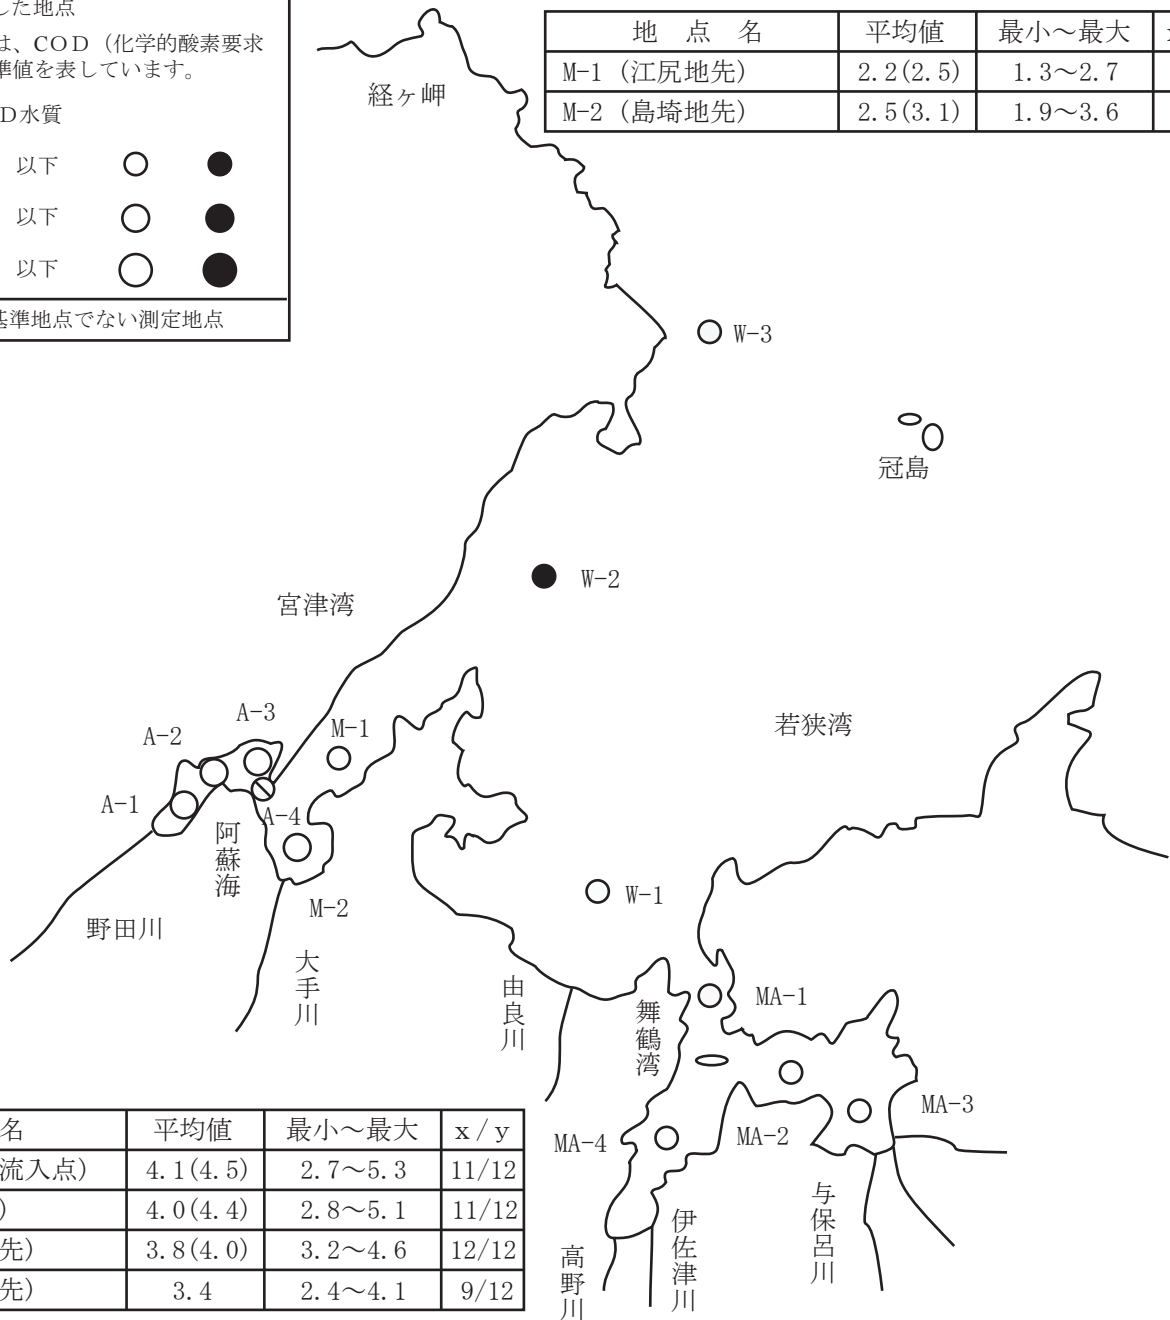 した地点
は、ＣＯＤ（化学的酸素要求
準値を表しています。
Ｄ水質
以下
以下
以下
基準地点でない測定地点
地　点　名 平均値 最小～最大
M-1（江尻地先） 2.2(2.5) 1.3～2.7
M-2（島埼地先） 2.5(3.1) 1.9～3.6
経ヶ岬
W-3
冠島
W-2
宮津湾
若狭湾
A-3
M-1
A-2
A-1
A-4
阿蘇海
M-2
野田川
大手川
W-1
由良川
舞鶴湾
MA-1
MA-3
MA-2
MA-4
与保呂川
伊佐津川
高野川
名 平均値 最小～最大 x/y
流入点） 4.1(4.5) 2.7～5.3 11/12
） 4.0(4.4) 2.8～5.1 11/12
先） 3.8(4.0) 3.2～4.6 12/12
先） 3.4 2.4～4.1 9/12